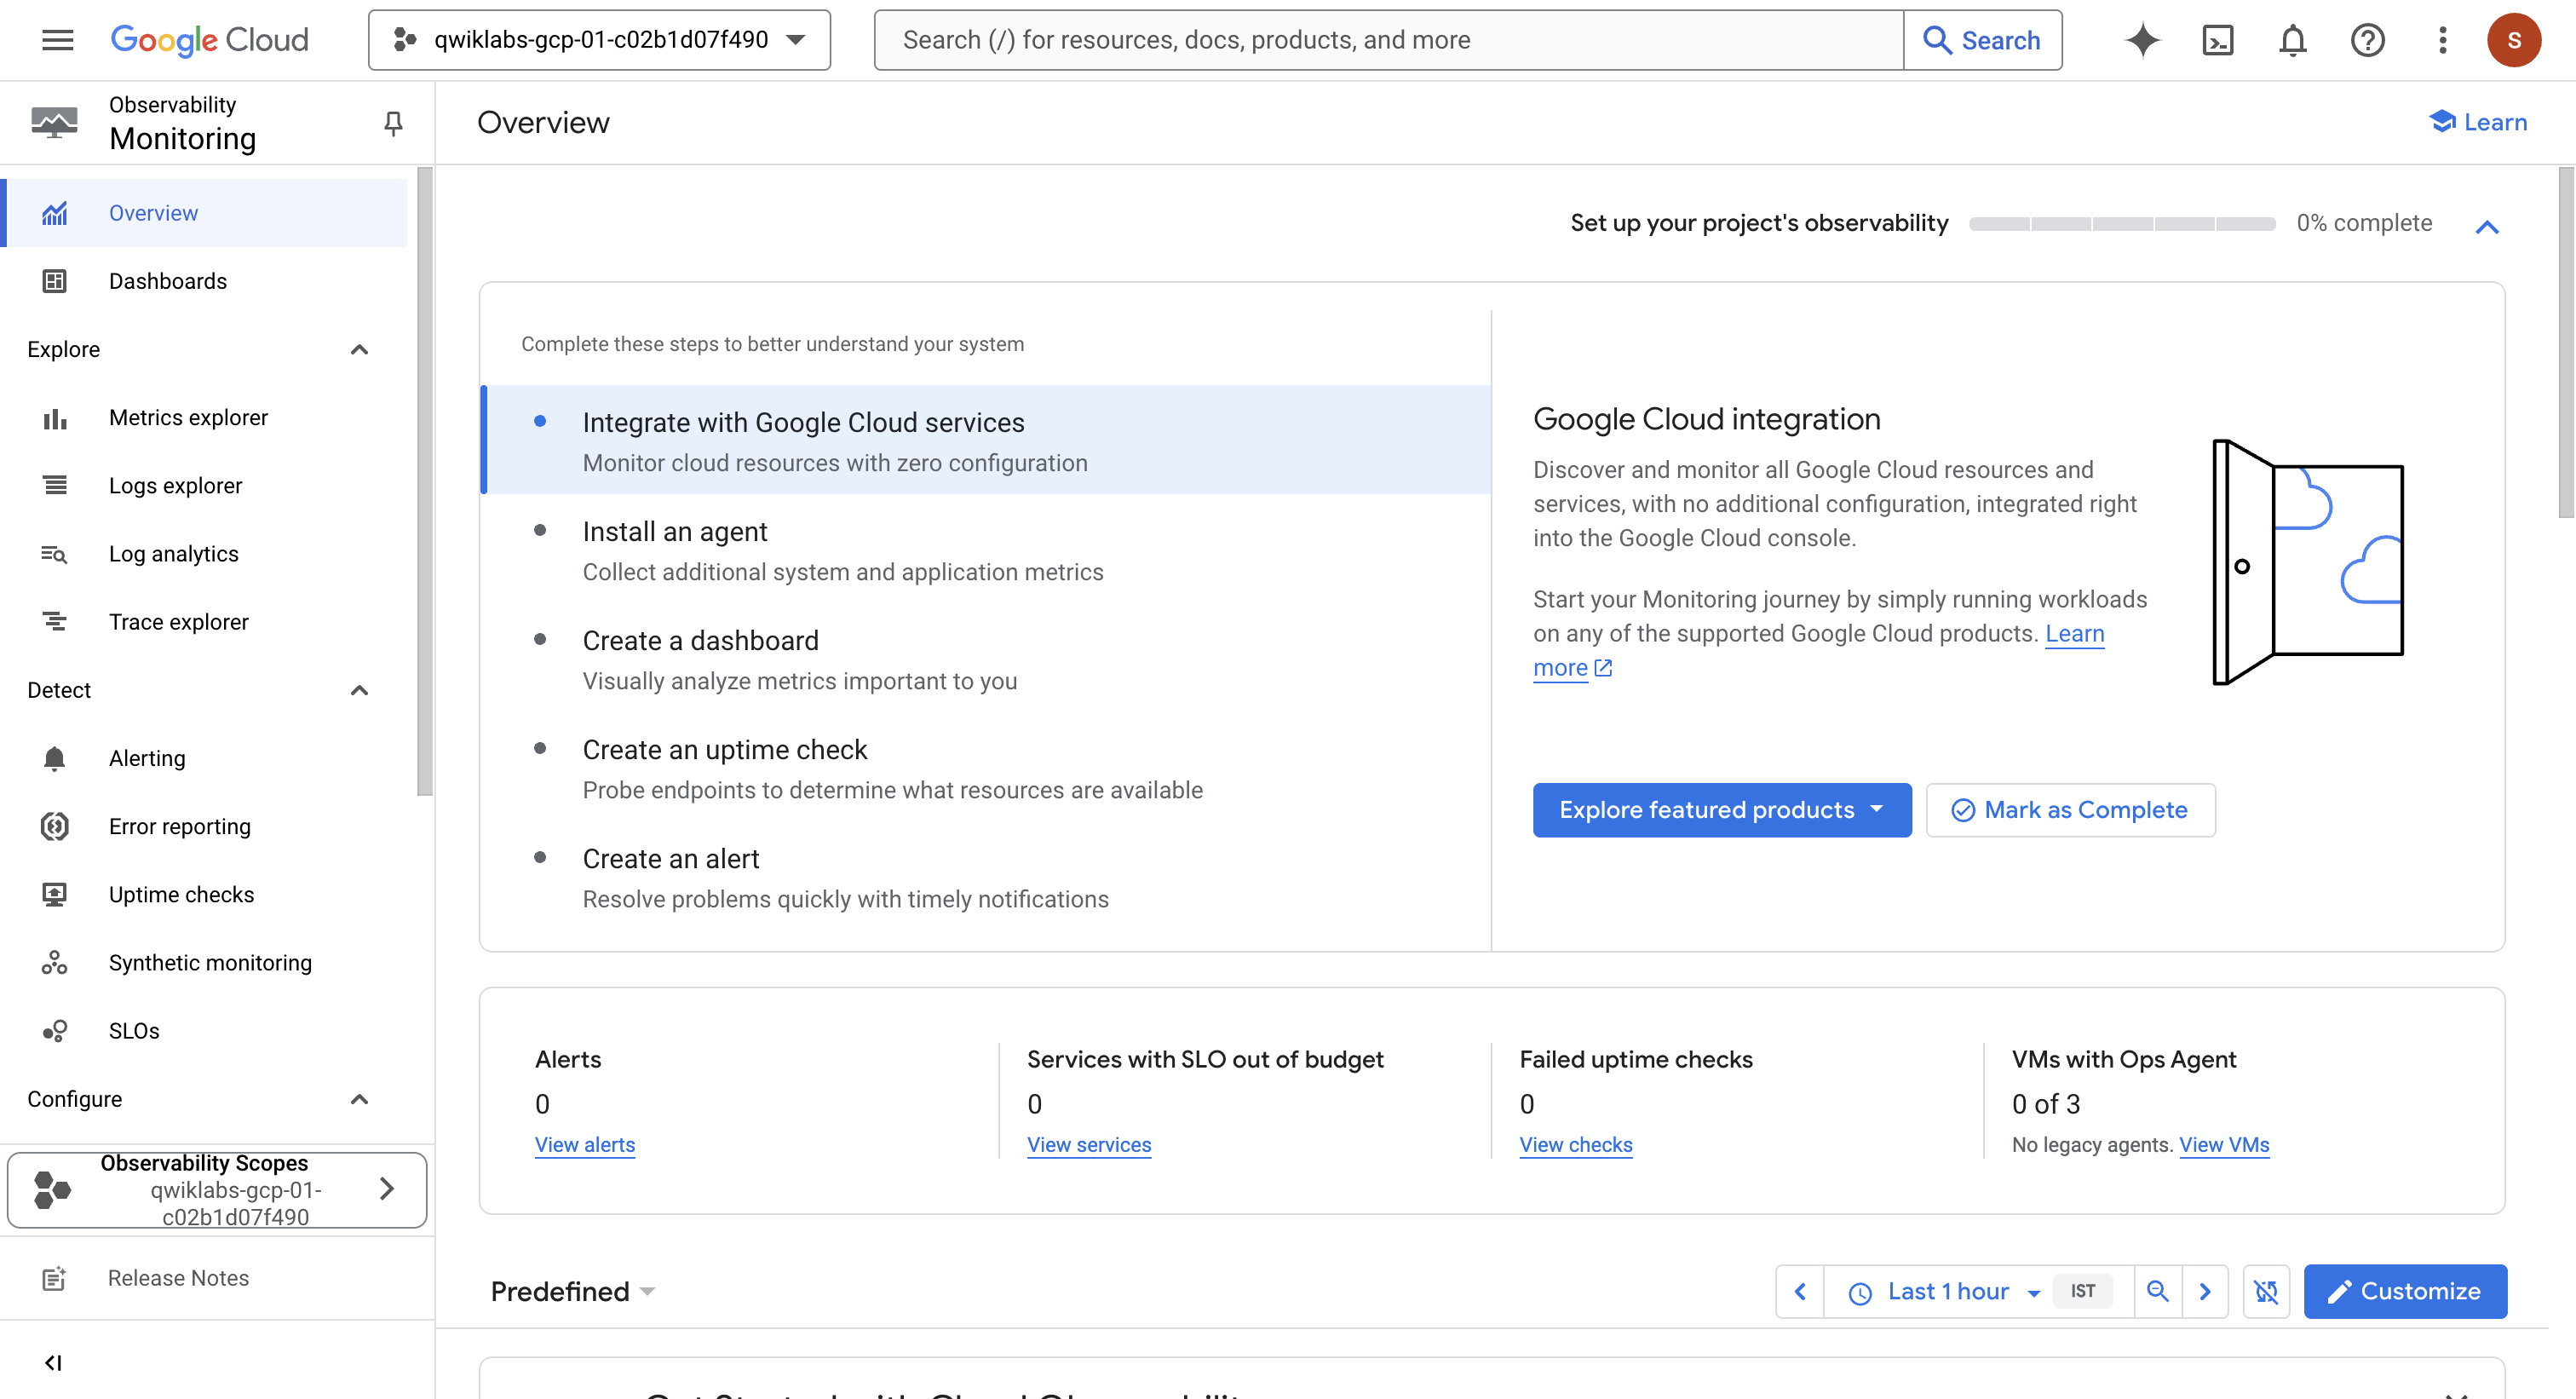 Google Cloud
qwiklabs-gcp-01-c02b1d07f490
Search (/) for resources, docs, products, and more
Search
S
Observability
Monitoring
Overview
Dashboards
Explore
Metrics explorer
Logs explorer
Log analytics
Trace explorer
Detect
Alerting
Error reporting
Uptime checks
Synthetic monitoring
SLOs
Configure
Observability Scopes
qwiklabs-gcp-01-
c02b1d07f490
Release Notes
Overview
Learn
Set up your project's observability
0% complete
Complete these steps to better understand your system
Integrate with Google Cloud services
Monitor cloud resources with zero configuration
Install an agent
Collect additional system and application metrics
Create a dashboard
Visually analyze metrics important to you
Create an uptime check
Probe endpoints to determine what resources are available
Create an alert
Resolve problems quickly with timely notifications
Google Cloud integration
Discover and monitor all Google Cloud resources and
services, with no additional configuration, integrated right
into the Google Cloud console.
Start your Monitoring journey by simply running workloads
on any of the supported Google Cloud products. Learn
more
Explore featured products
Mark as Complete
Alerts
0
View alerts
Services with SLO out of budget
0
View services
Failed uptime checks
0
View checks
VMs with Ops Agent
0 of 3
No legacy agents. View VMs
Predefined
Last 1 hour
IST
Customize